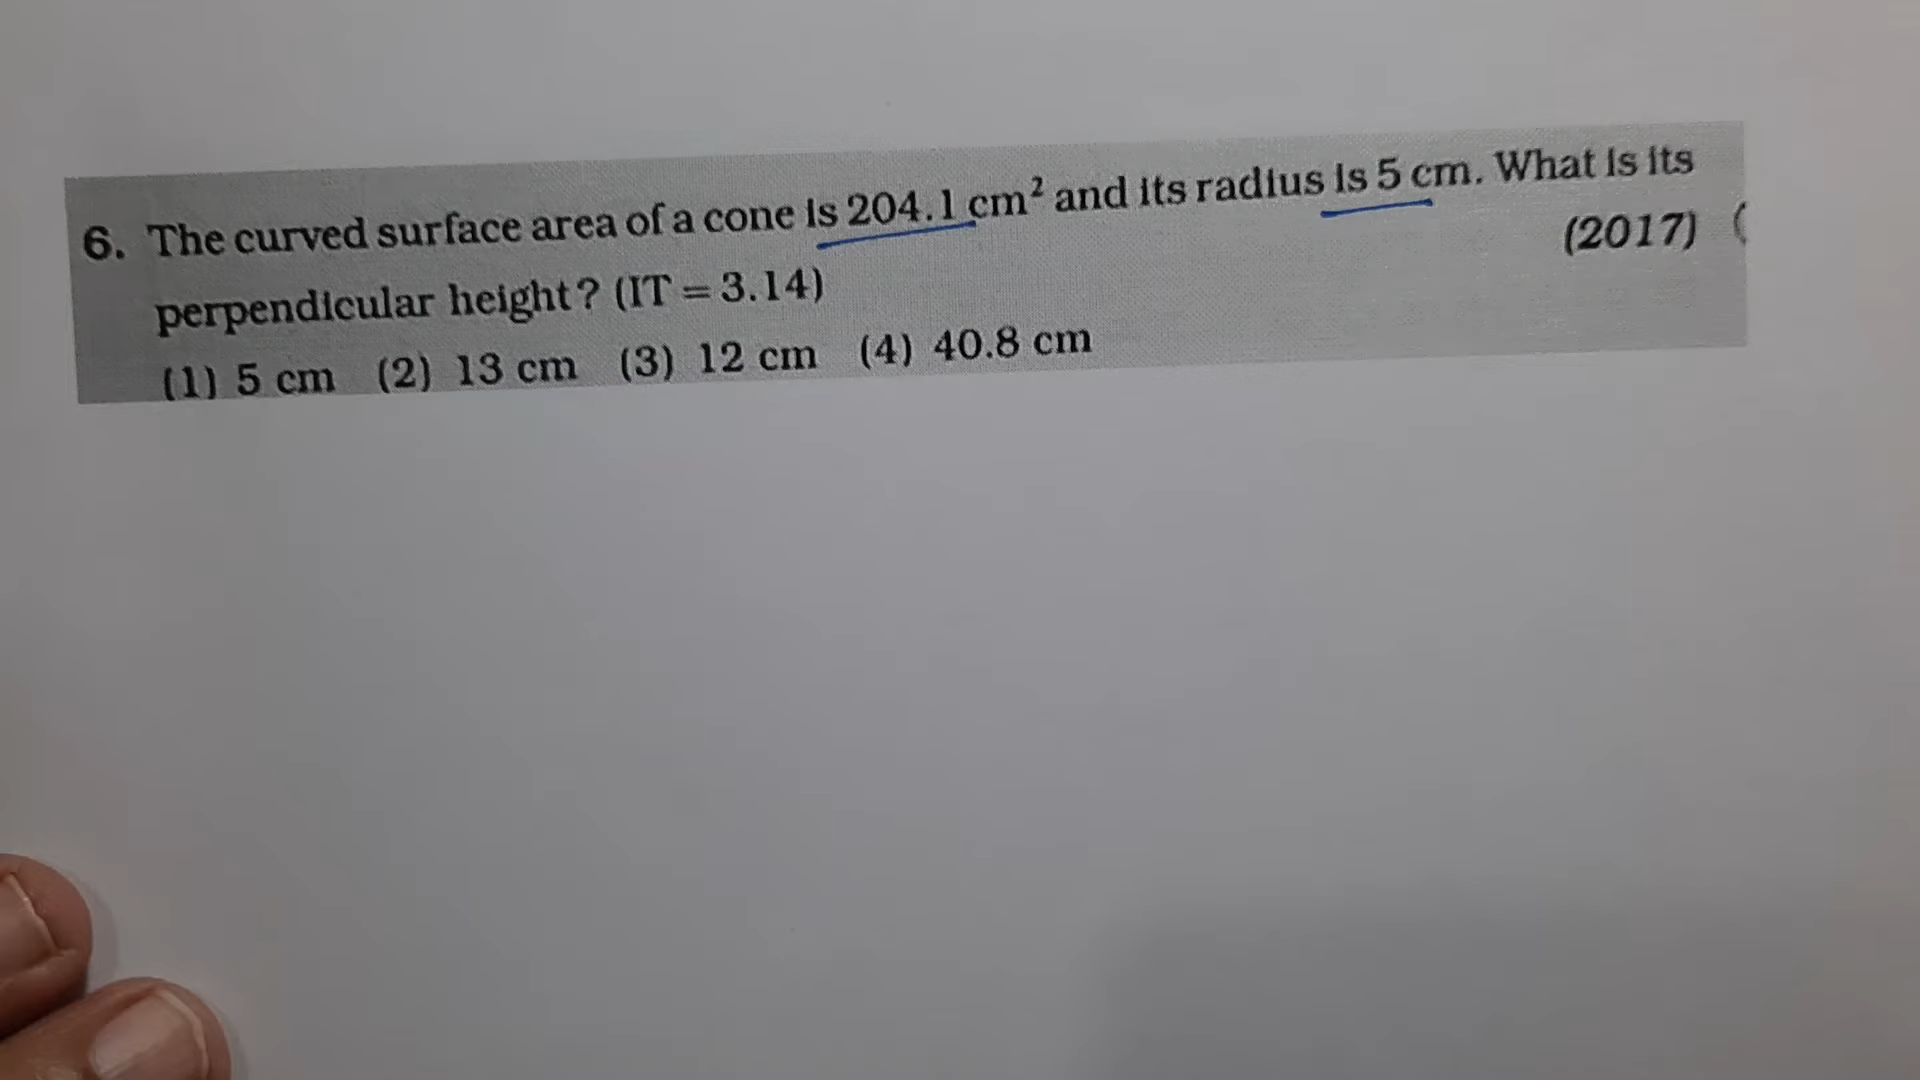 6. The curved surface area of a cone is 204.1 cm² and its radius is 5 cm. What is its
perpendicular height? (IT = 3.14) (2017) (
(1) 5 cm (2) 13 cm (3) 12 cm (4) 40.8 cm